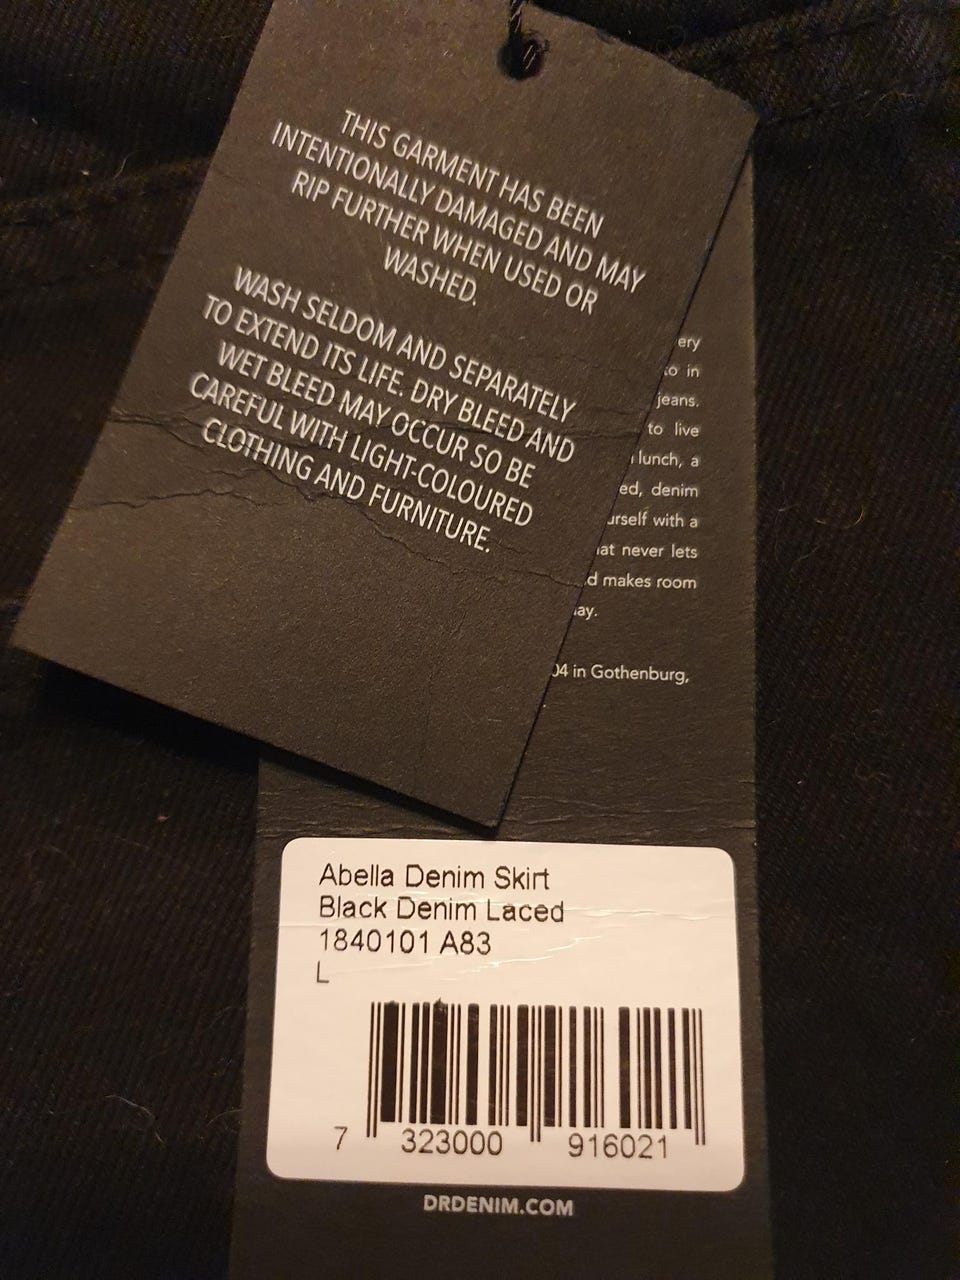 THIS GARMENT HAS BEEN
INTENTIONALLY DAMAGED AND MAY
RIP FURTHER WHEN USED OR
WASHED.
WASH SELDOM AND SEPARATELY
TO EXTEND ITS LIFE. DRY BLEED AND
WET BLEED MAY OCCUR SO BE
CAREFUL WITH LIGHT-COLOURED
CLOTHING AND FURNITURE.
in
jeans.
to live
lunch, a
denim
with a
never lets
makes room
in Gothenburg,
Abella Denim Skirt
Black Denim Laced
1840101 A83
L
7 323000 916021
DRDENIM.COM